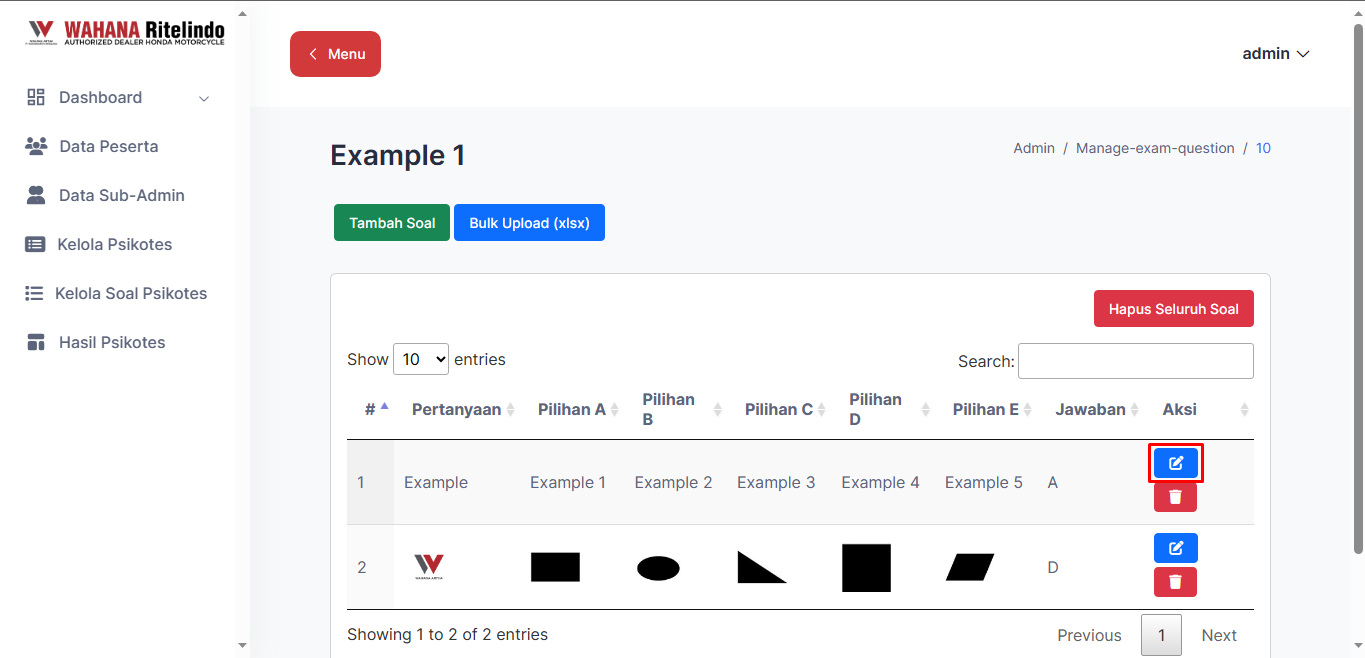 WAHANA Ritelindo
AUTHORIZED DEALER HONDA MOTORCYCLE
Menu
admin
Dashboard
Data Peserta
Data Sub-Admin
Kelola Psikotes
Kelola Soal Psikotes
Hasil Psikotes
Example 1
Admin / Manage-exam-question / 10
Tambah Soal
Bulk Upload (xlsx)
Hapus Seluruh Soal
Show 10 entries
Search:
# Pertanyaan Pilihan A Pilihan B Pilihan C Pilihan D Pilihan E Jawaban Aksi
1 Example Example 1 Example 2 Example 3 Example 4 Example 5 A
2 D
Showing 1 to 2 of 2 entries
Previous 1 Next